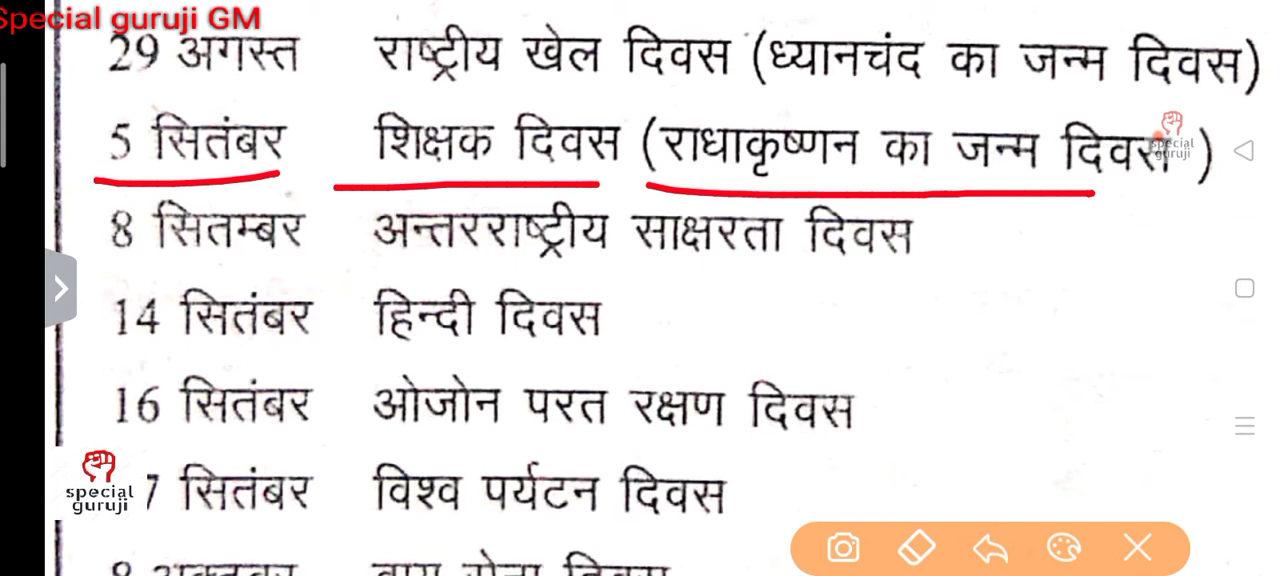 Special guruji GM
29 अगस्त राष्ट्रीय खेल दिवस (ध्यानचंद का जन्म दिवस)
5 सितंबर शिक्षक दिवस (राधाकृष्णन का जन्म दिवस)
special
guruji
8 सितम्बर अन्तरराष्ट्रीय साक्षरता दिवस
14 सितंबर हिन्दी दिवस
16 सितंबर ओजोन परत रक्षण दिवस
7 सितंबर विश्व पर्यटन दिवस
special
guruji